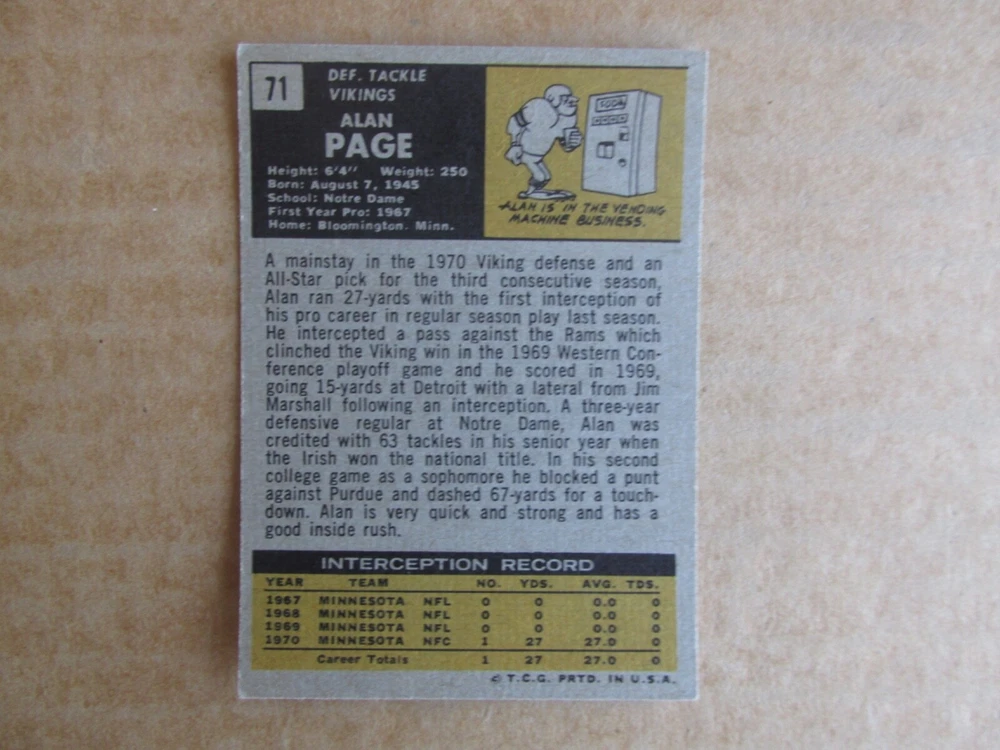 71
DEF. TACKLE
VIKINGS
ALAN
PAGE
Height: 6'4" Weight: 250
Born: August 7, 1945
School: Notre Dame
First Year Pro: 1967
Home: Bloomington. Minn.
SODA
ALAN IS IN THE VENDING
MACHINE BUSINESS.
A mainstay in the 1970 Viking defense and an
All-Star pick for the third consecutive season,
Alan ran 27-yards with the first interception of
his pro career in regular season play last season.
He intercepted a pass against the Rams which
clinched the Viking win in the 1969 Western Con-
ference playoff game and he scored in 1969,
going 15-yards at Detroit with a lateral from Jim
Marshall following an interception. A three-year
defensive regular at Notre Dame, Alan was
credited with 63 tackles in his senior year when
the Irish won the national title. In his second
college game as a sophomore he blocked a punt
against Purdue and dashed 67-yards for a touch-
down. Alan is very quick and strong and has a
good inside rush.
INTERCEPTION RECORD
YEAR TEAM NO. YDS. AVG. TDS.
1967 MINNESOTA NFL 0 0 0.0 0
1968 MINNESOTA NFL 0 0 0.0 0
1969 MINNESOTA NFL 0 0 0.0 0
1970 MINNESOTA NFC 1 27 27.0 0
Career Totals 1 27 27.0 0
© T.C.G. PRTD. IN U.S.A.